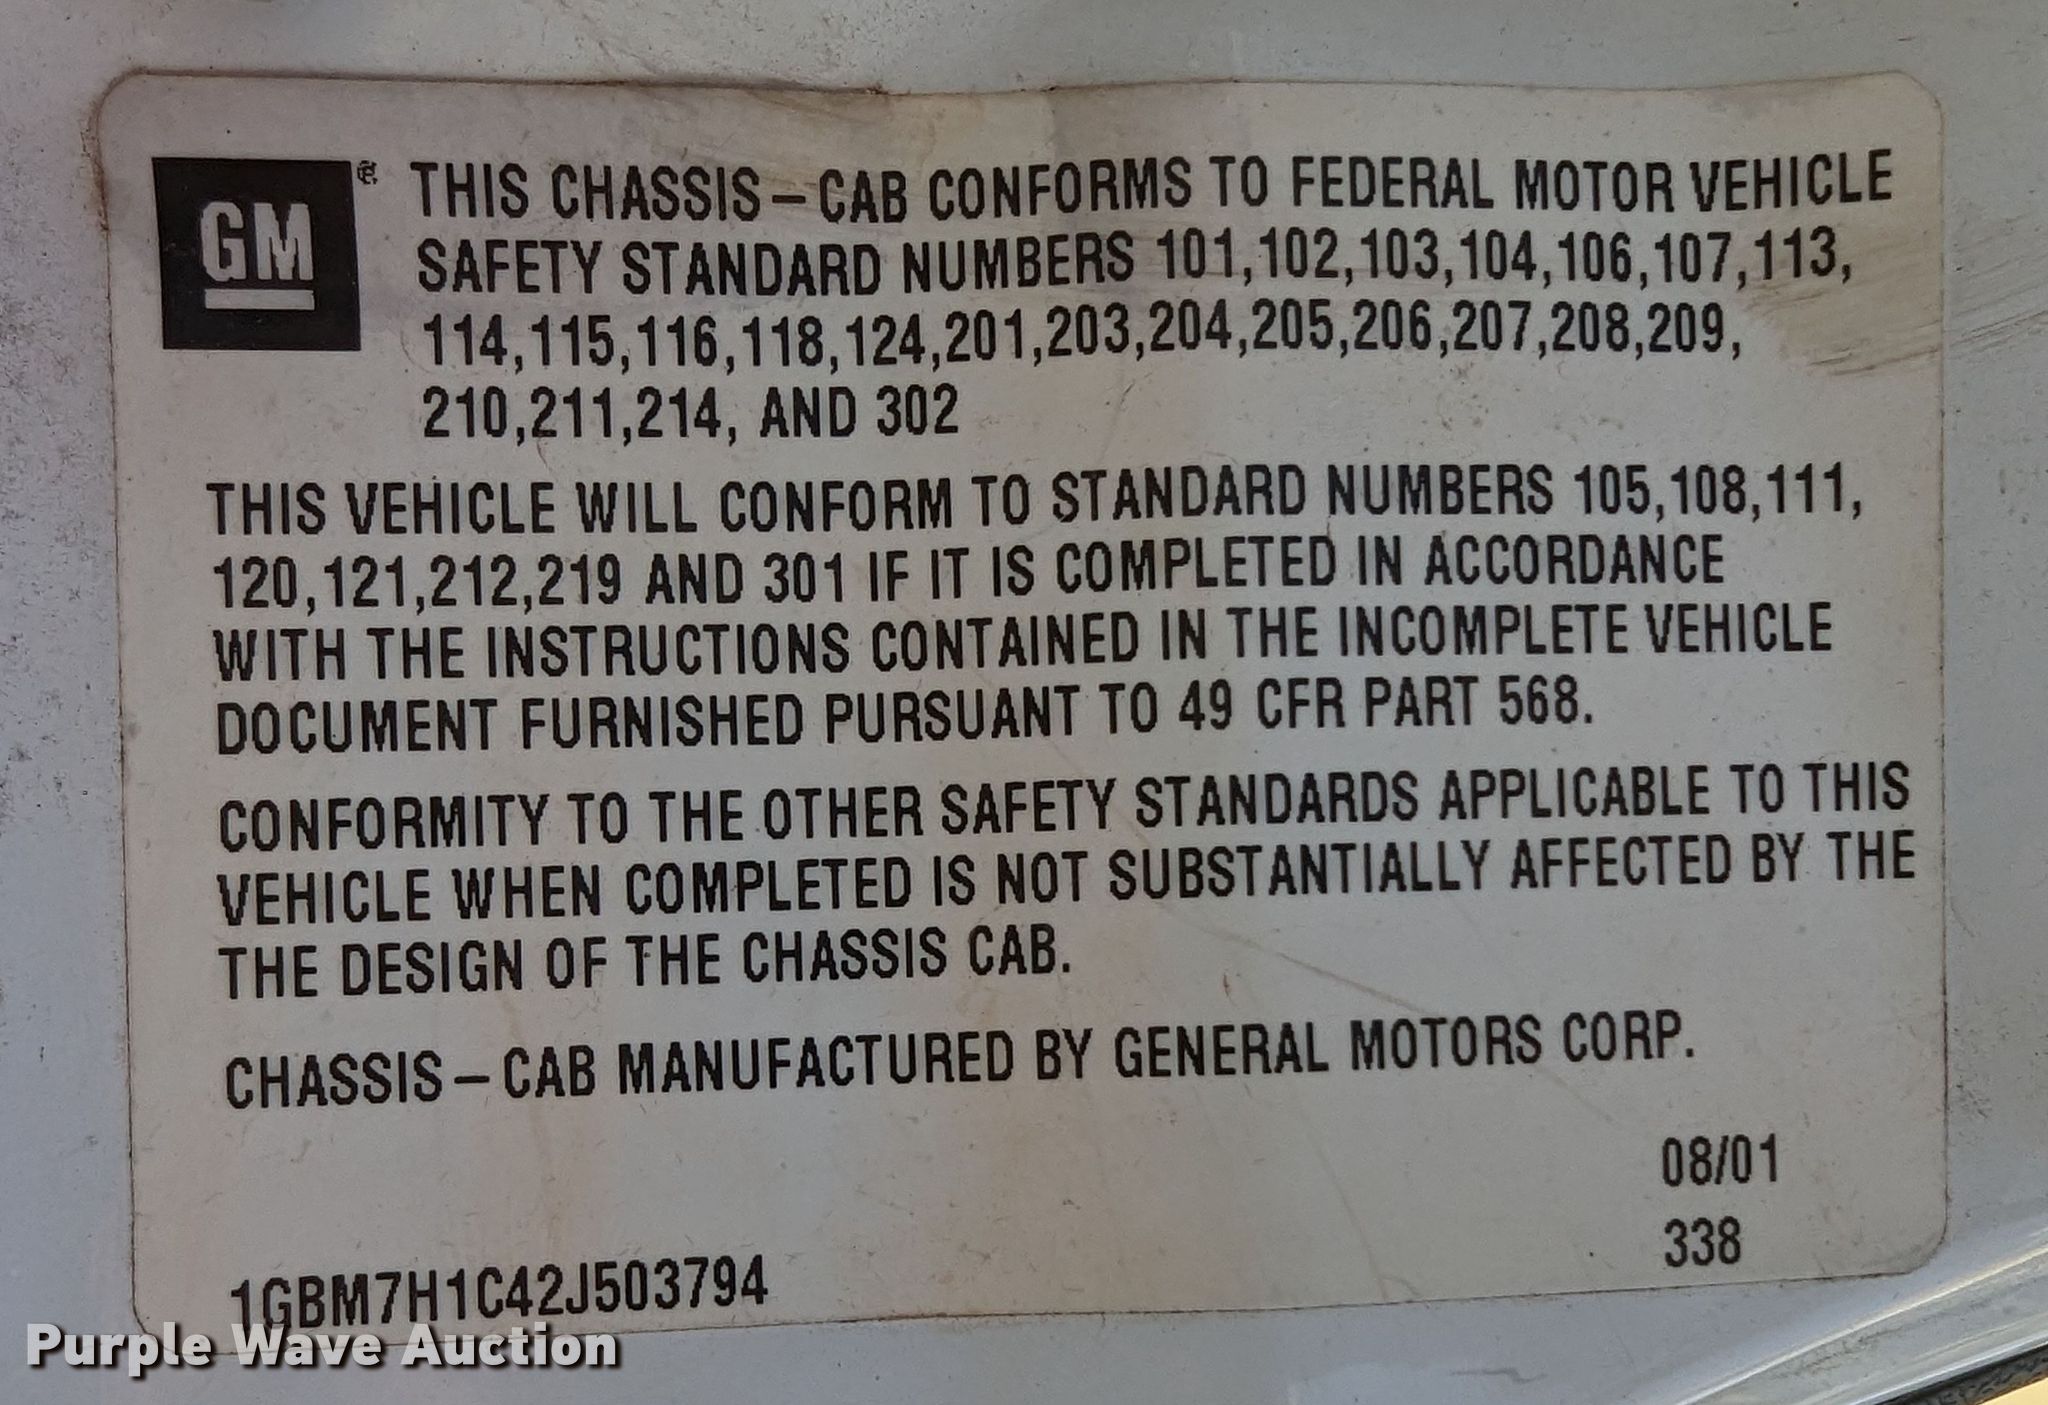 GM
® THIS CHASSIS – CAB CONFORMS TO FEDERAL MOTOR VEHICLE
SAFETY STANDARD NUMBERS 101,102,103,104,106,107,113,
114,115,116,118,124,201,203,204,205,206,207,208,209,
210,211,214, AND 302
THIS VEHICLE WILL CONFORM TO STANDARD NUMBERS 105,108,111,
120,121,212,219 AND 301 IF IT IS COMPLETED IN ACCORDANCE
WITH THE INSTRUCTIONS CONTAINED IN THE INCOMPLETE VEHICLE
DOCUMENT FURNISHED PURSUANT TO 49 CFR PART 568.
CONFORMITY TO THE OTHER SAFETY STANDARDS APPLICABLE TO THIS
VEHICLE WHEN COMPLETED IS NOT SUBSTANTIALLY AFFECTED BY THE
THE DESIGN OF THE CHASSIS CAB.
CHASSIS – CAB MANUFACTURED BY GENERAL MOTORS CORP.
08/01
338
1GBM7H1C42J503794
Purple Wave Auction